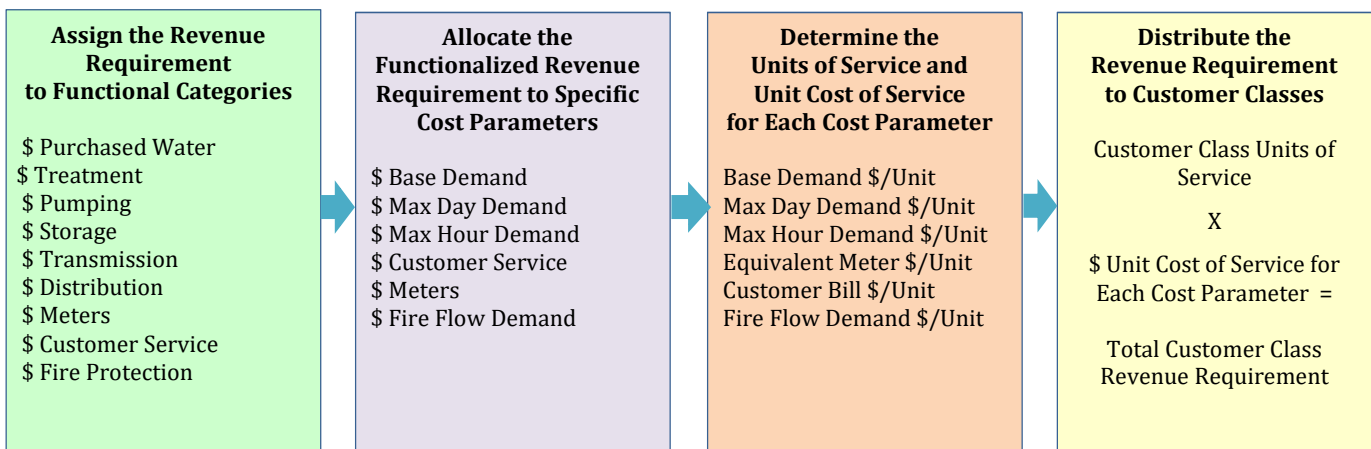 Assign the Revenue
Requirement
to Functional Categories
$ Purchased Water
$ Treatment
$ Pumping
$ Storage
$ Transmission
$ Distribution
$ Meters
$ Customer Service
$ Fire Protection
Allocate the
Functionalized Revenue
Requirement to Specific
Cost Parameters
$ Base Demand
$ Max Day Demand
$ Max Hour Demand
$ Customer Service
$ Meters
$ Fire Flow Demand
Determine the
Units of Service and
Unit Cost of Service
for Each Cost Parameter
Base Demand $/Unit
Max Day Demand $/Unit
Max Hour Demand $/Unit
Equivalent Meter $/Unit
Customer Bill $/Unit
Fire Flow Demand $/Unit
Distribute the
Revenue Requirement
to Customer Classes
Customer Class Units of
Service
X
$ Unit Cost of Service for
Each Cost Parameter =
Total Customer Class
Revenue Requirement